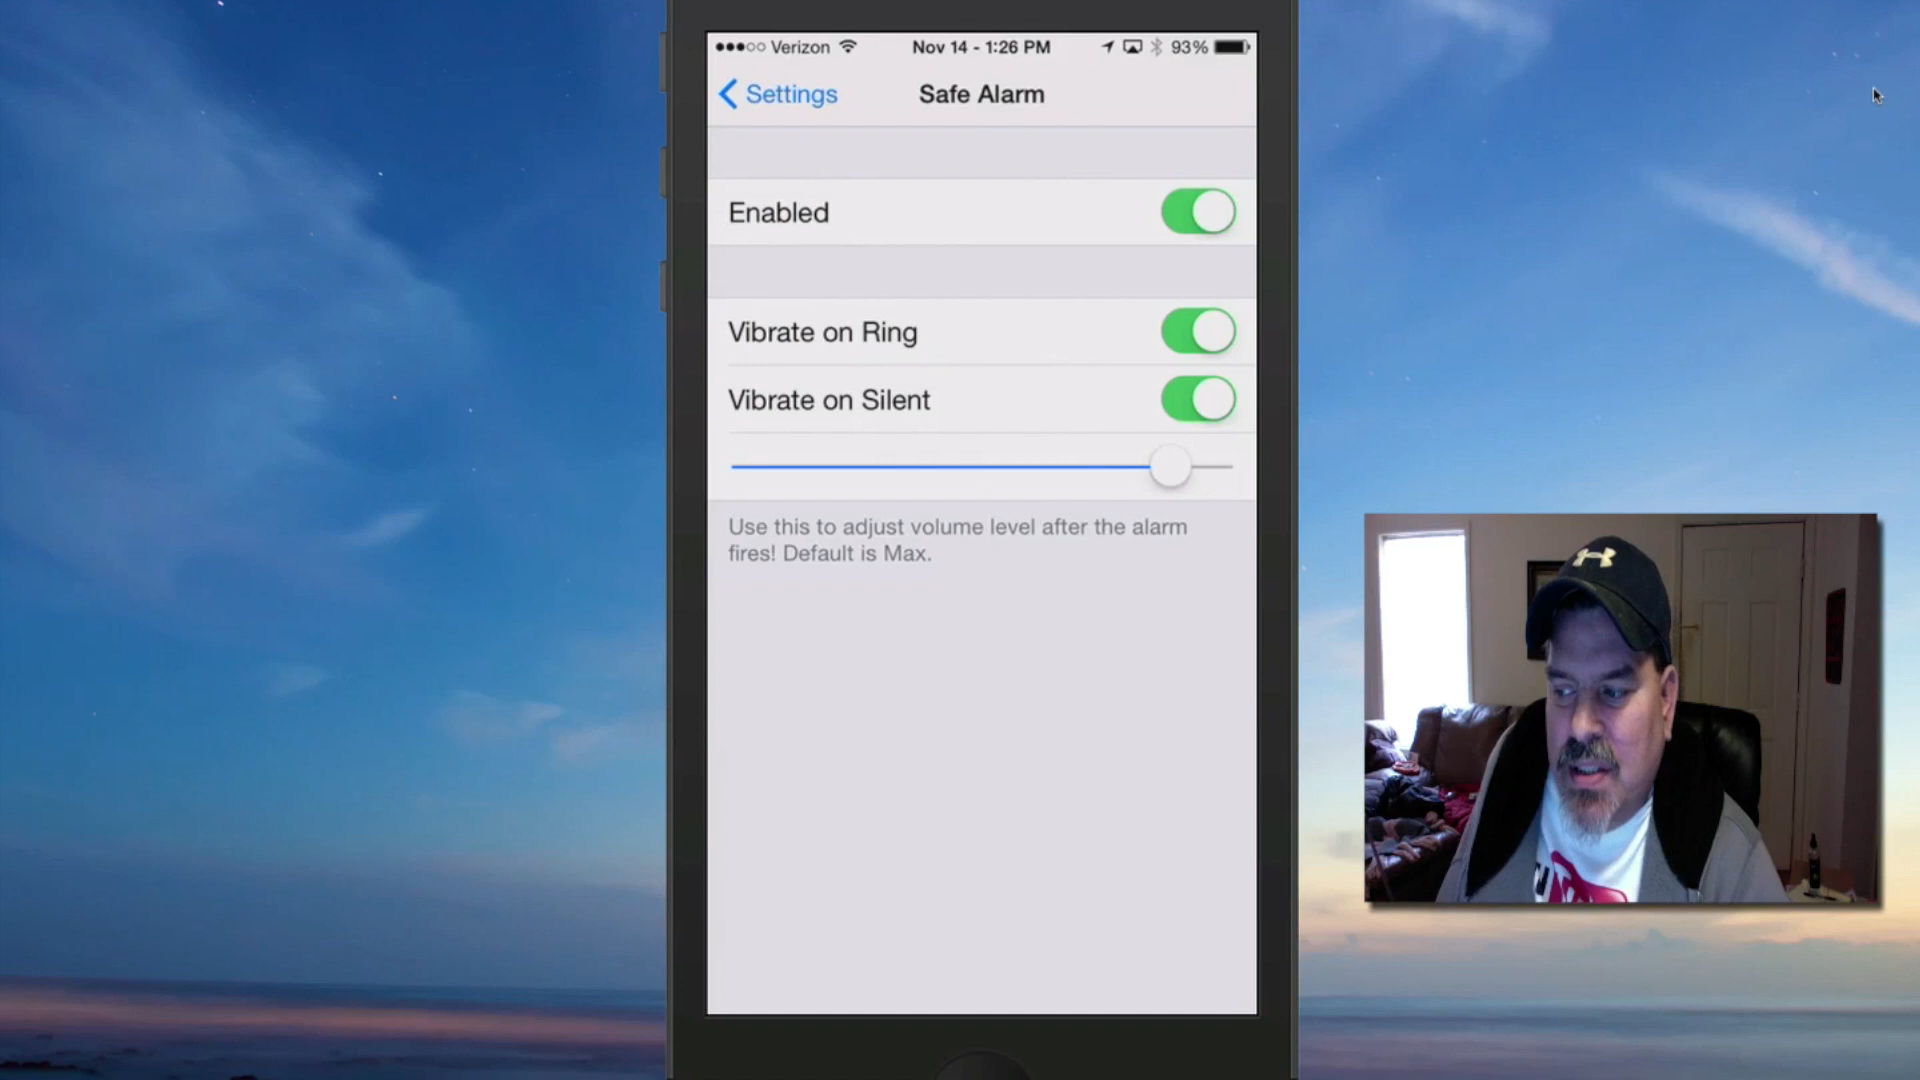 Verizon Nov 14 - 1:26 PM 93%
Settings Safe Alarm
Enabled
Vibrate on Ring
Vibrate on Silent
Use this to adjust volume level after the alarm
fires! Default is Max.